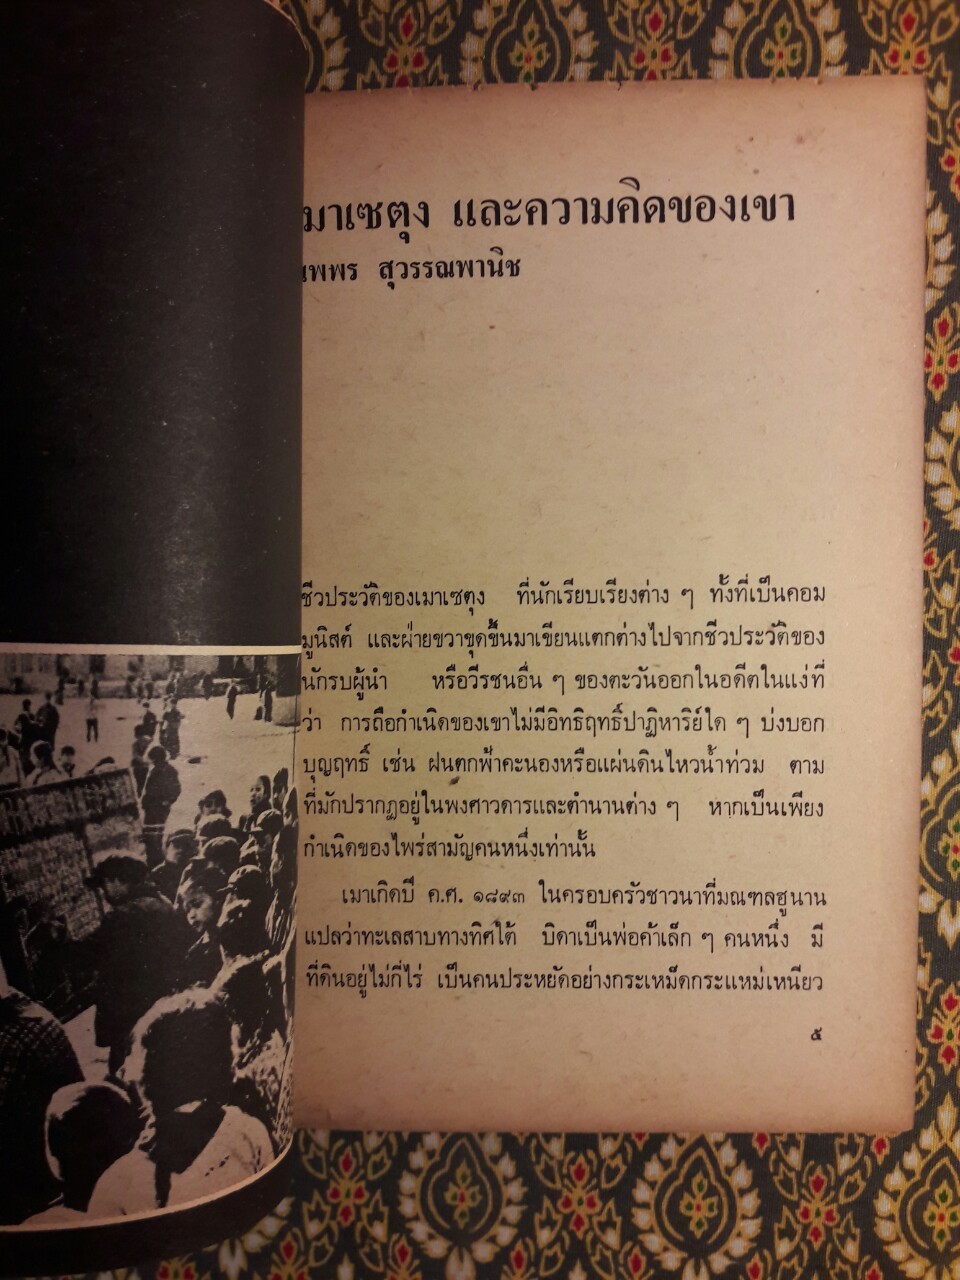 เมาเซตุง และความคิดของเขา
นพพร สุวรรณพานิช
ชีวประวัติของเมาเซตุง ที่นักเรียบเรียงต่าง ๆ ทั้งที่เป็นคอม
มูนิสต์ และฝ่ายขวาขุดขึ้นมาเขียนแตกต่างไปจากชีวประวัติของ
นักรบผู้นำ หรือวีรชนอื่น ๆ ของตะวันออกในอดีตในแง่ที่
ว่า การถือกำเนิดของเขาไม่มีอิทธิฤทธิ์ปาฏิหาริย์ใด ๆ บ่งบอก
บุญฤทธิ์ เช่น ฝนตกฟ้าคะนองหรือแผ่นดินไหวน้ำท่วม ตาม
ที่มักปรากฏอยู่ในพงศาวดารและตำนานต่าง ๆ หากเป็นเพียง
กำเนิดของไพร่สามัญคนหนึ่งเท่านั้น
เมาเกิดปี ค.ศ. ๑๘๙๓ ในครอบครัวชาวนาที่มณฑลฮูนาน
แปลว่าทะเลสาบทางทิศใต้ บิดาเป็นพ่อค้าเล็ก ๆ คนหนึ่ง มี
ที่ดินอยู่ไม่กี่ไร่ เป็นคนประหยัดอย่างกระเหม็ดกระแหม่เหนียว
๕